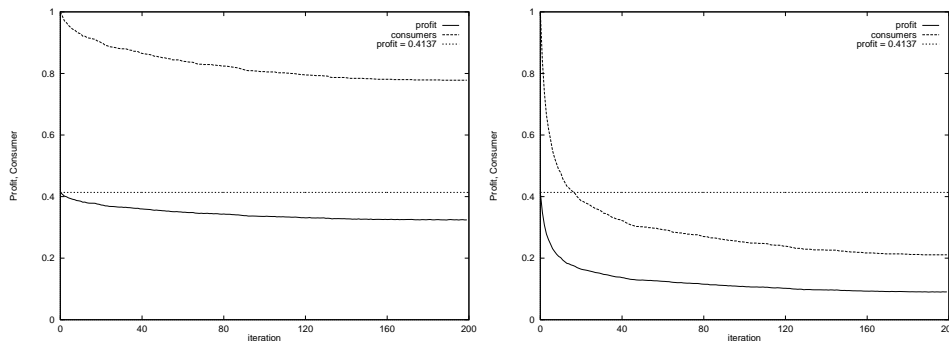 1
0.8
0.6
0.4
0.2
0
Profit, Consumer
0 40 80 120 160 200
iteration
profit
consumers
profit = 0.4137
1
0.8
0.6
0.4
0.2
0
Profit, Consumer
0 40 80 120 160 200
iteration
profit
consumers
profit = 0.4137